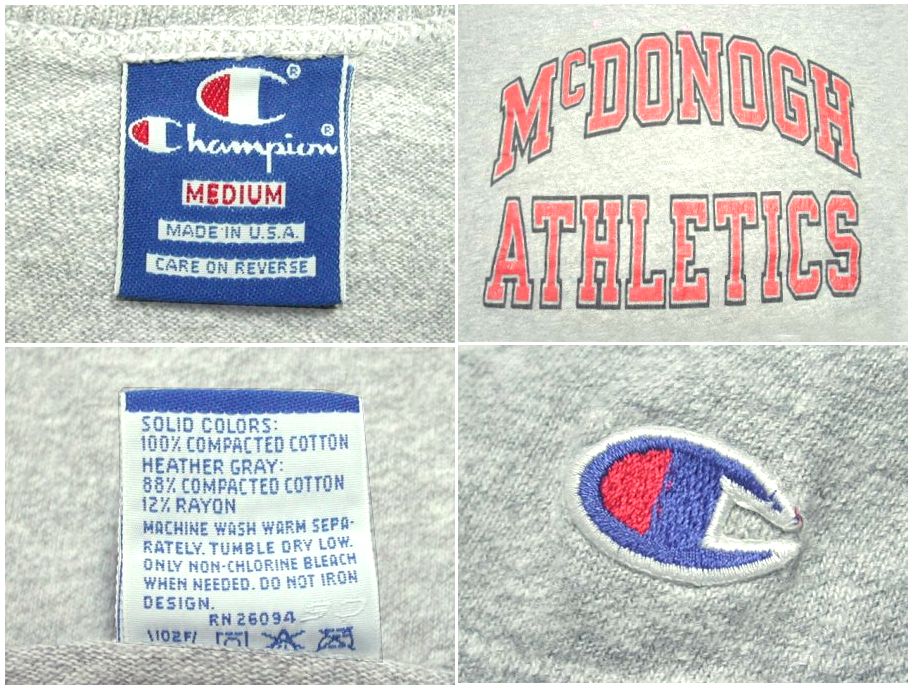 Champion®
MEDIUM
MADE IN U.S.A.
CARE ON REVERSE
McDONOGH
ATHLETICS
SOLID COLORS:
100% COMPACTED COTTON
HEATHER GRAY:
88% COMPACTED COTTON
12% RAYON
MACHINE WASH WARM SEPA-
RATELY. TUMBLE DRY LOW.
ONLY NON-CHLORINE BLEACH
WHEN NEEDED. DO NOT IRON
DESIGN.
RN 26094